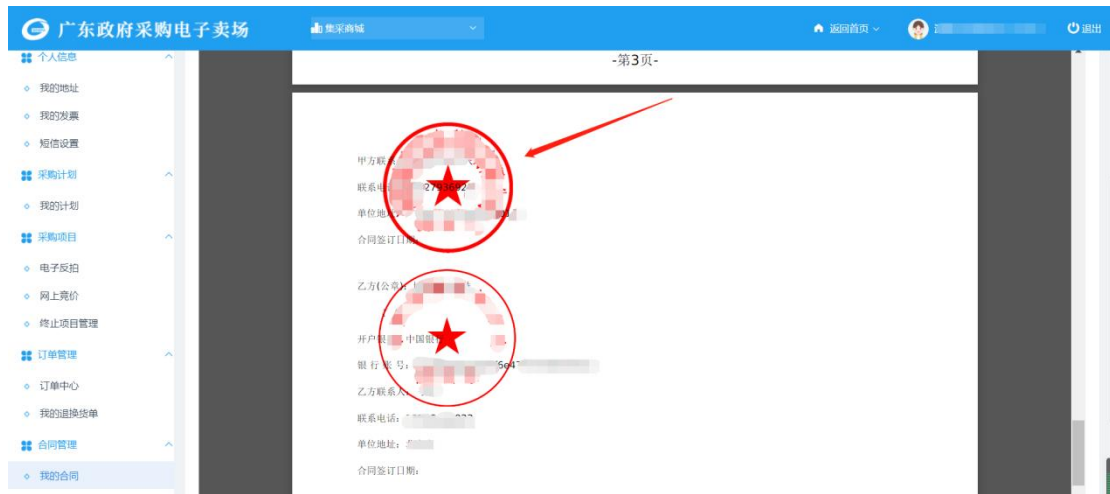 广东政府采购电子卖场
集采商城
返回首页
退出
个人信息
我的地址
我的发票
短信设置
采购计划
我的计划
采购项目
电子反拍
网上竞价
终止项目管理
订单管理
订单中心
我的退换货单
合同管理
我的合同
-第3页-
甲方联
联系电
单位地
合同签订日期:
乙方(公章):
开户 中国银
银行账号:
乙方联系人:
联系电话:
单位地址:
合同签订日期: